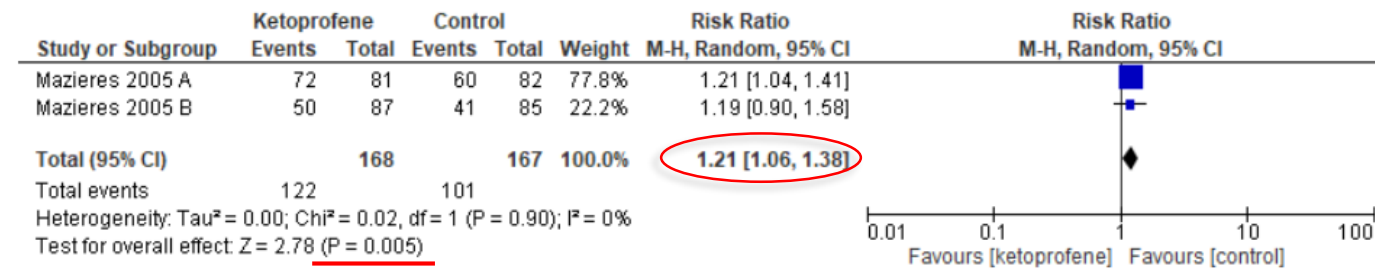 Ketoprofene Control Risk Ratio Risk Ratio
Study or Subgroup Events Total Events Total Weight M-H, Random, 95% CI M-H, Random, 95% CI
Mazieres 2005 A 72 81 60 82 77.8% 1.21 [1.04, 1.41]
Mazieres 2005 B 50 87 41 85 22.2% 1.19 [0.90, 1.58]
Total (95% CI) 168 167 100.0% 1.21 [1.06, 1.38]
Total events 122 101
Heterogeneity: Tau² = 0.00; Chi² = 0.02, df = 1 (P = 0.90); I² = 0%
Test for overall effect: Z = 2.78 (P = 0.005)
0.01 0.1 1 10 100
Favours [ketoprofene] Favours [control]